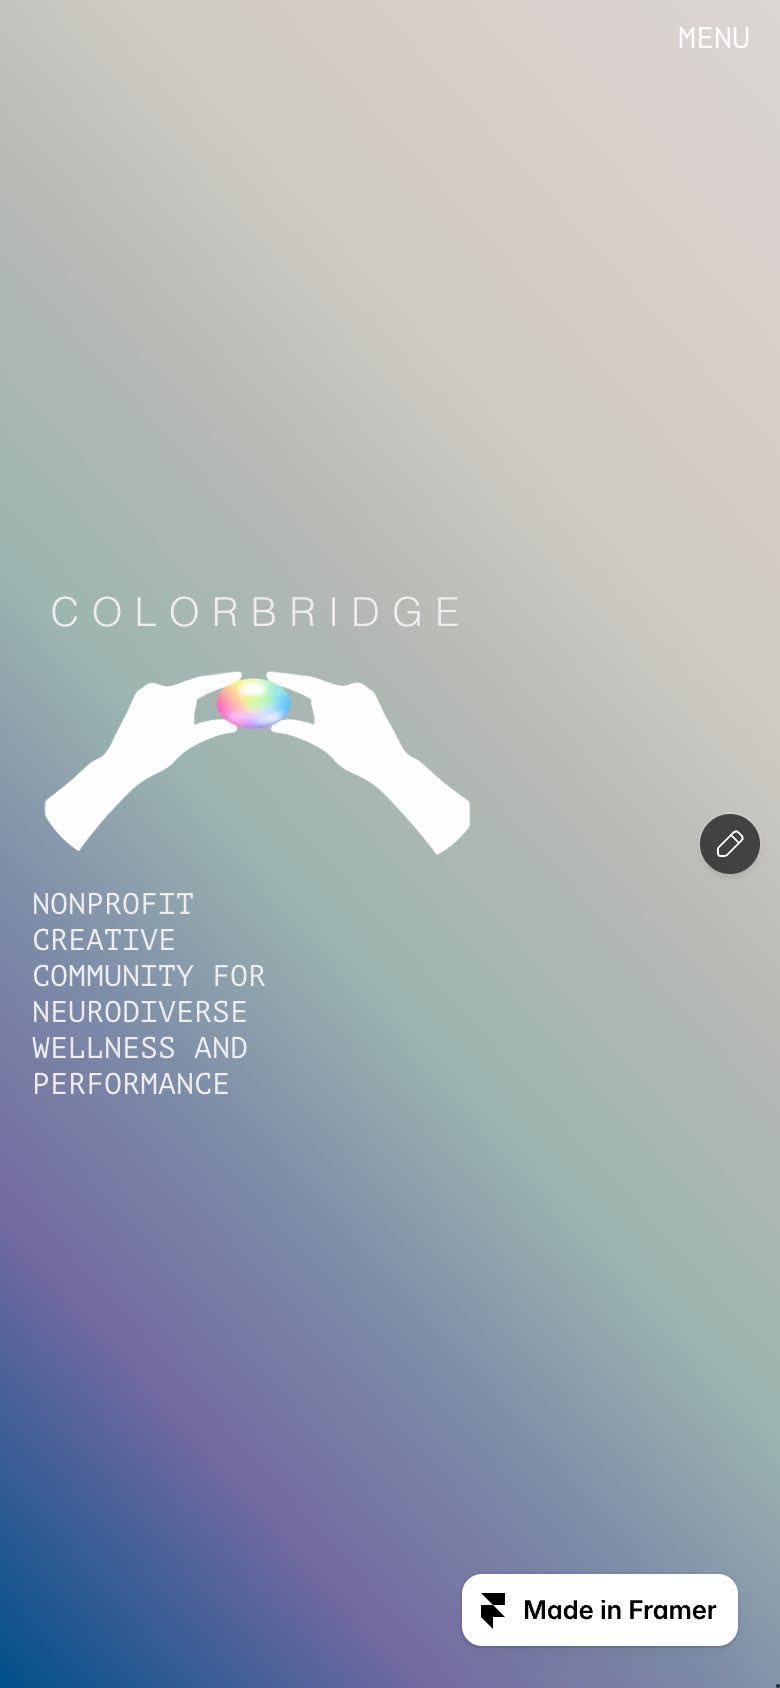 MENU
COLORBRIDGE
NONPROFIT
CREATIVE
COMMUNITY FOR
NEURODIVERSE
WELLNESS AND
PERFORMANCE
Made in Framer